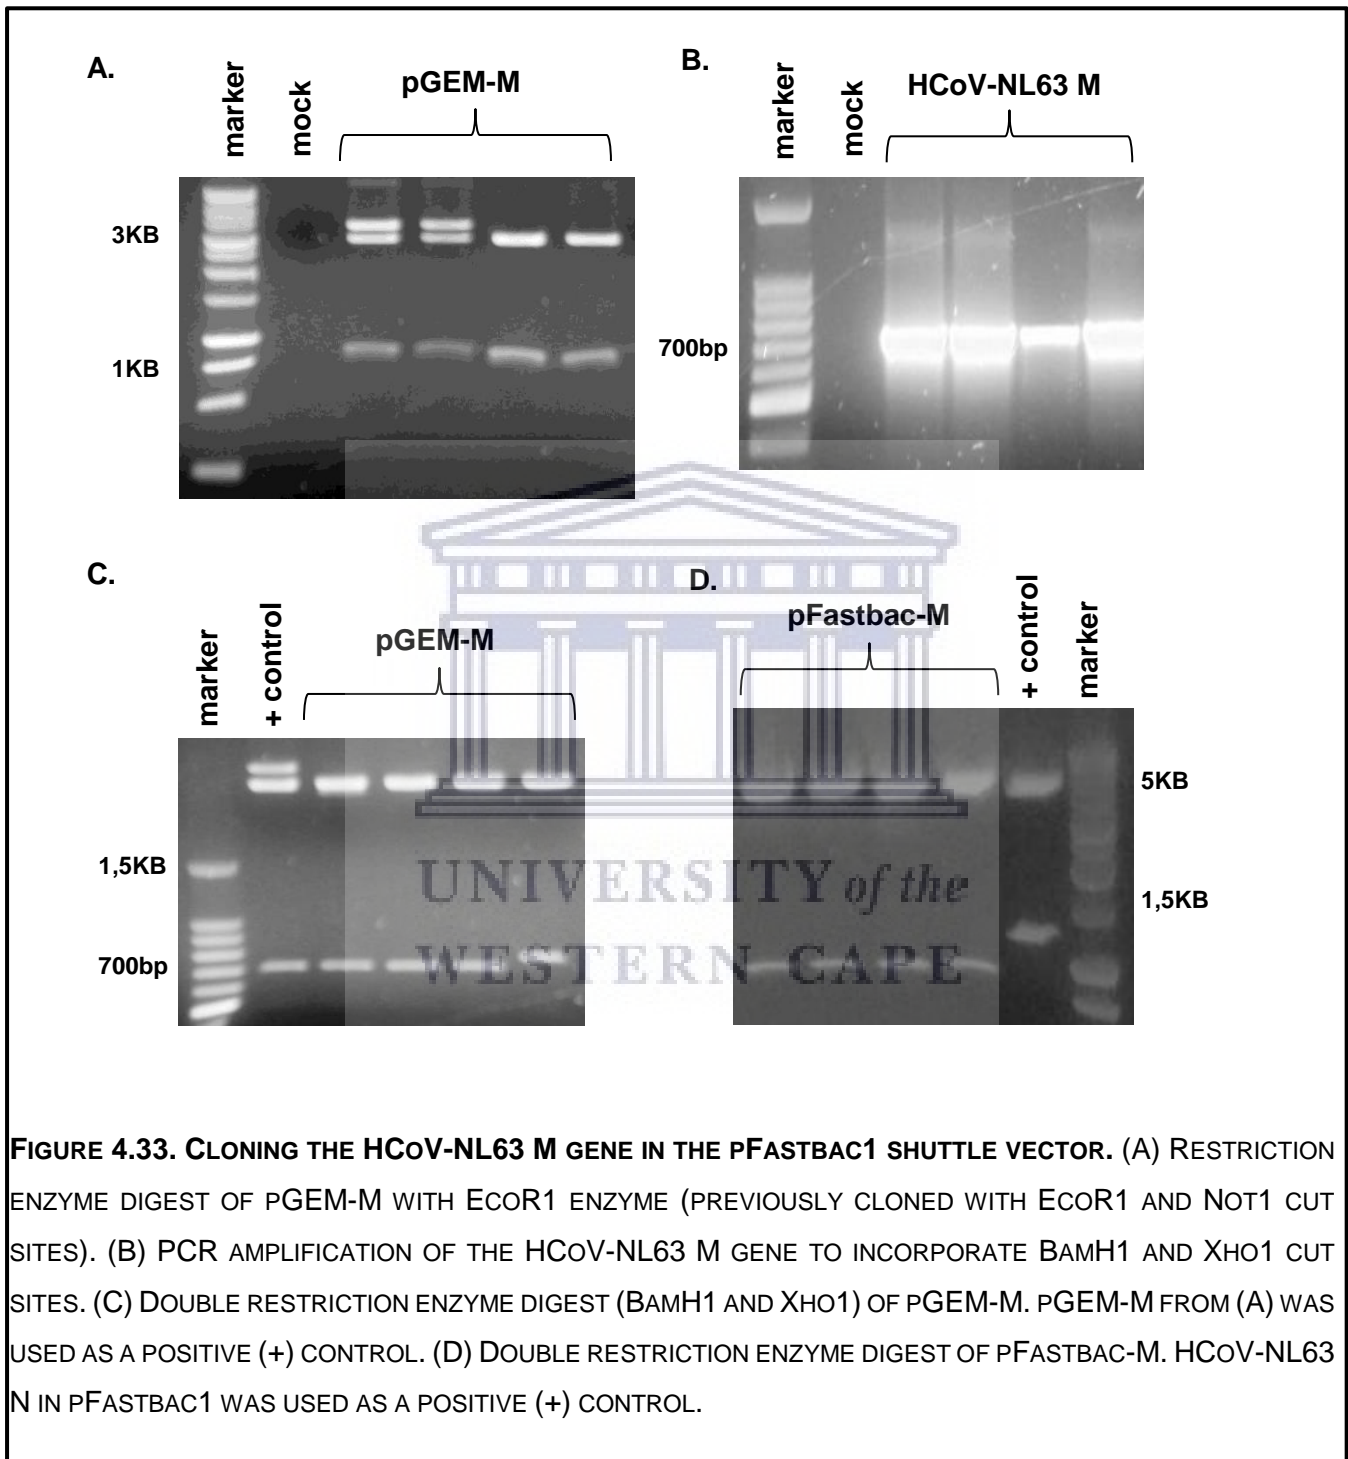 A.
marker
mock
pGEM-M
3KB
1KB
B.
marker
mock
HCoV-NL63 M
700bp
C.
marker
+ control
pGEM-M
1,5KB
700bp
D.
pFastbac-M
+ control
marker
5KB
1,5KB
UNIVERSITY of the
WESTERN CAPE
FIGURE 4.33. CLONING THE HCOV-NL63 M GENE IN THE PFASTBAC1 SHUTTLE VECTOR. (A) RESTRICTION
ENZYME DIGEST OF PGEM-M WITH ECOR1 ENZYME (PREVIOUSLY CLONED WITH ECOR1 AND NOT1 CUT
SITES). (B) PCR AMPLIFICATION OF THE HCOV-NL63 M GENE TO INCORPORATE BAMH1 AND XHO1 CUT
SITES. (C) DOUBLE RESTRICTION ENZYME DIGEST (BAMH1 AND XHO1) OF PGEM-M. PGEM-M FROM (A) WAS
USED AS A POSITIVE (+) CONTROL. (D) DOUBLE RESTRICTION ENZYME DIGEST OF PFASTBAC-M. HCOV-NL63
N IN PFASTBAC1 WAS USED AS A POSITIVE (+) CONTROL.